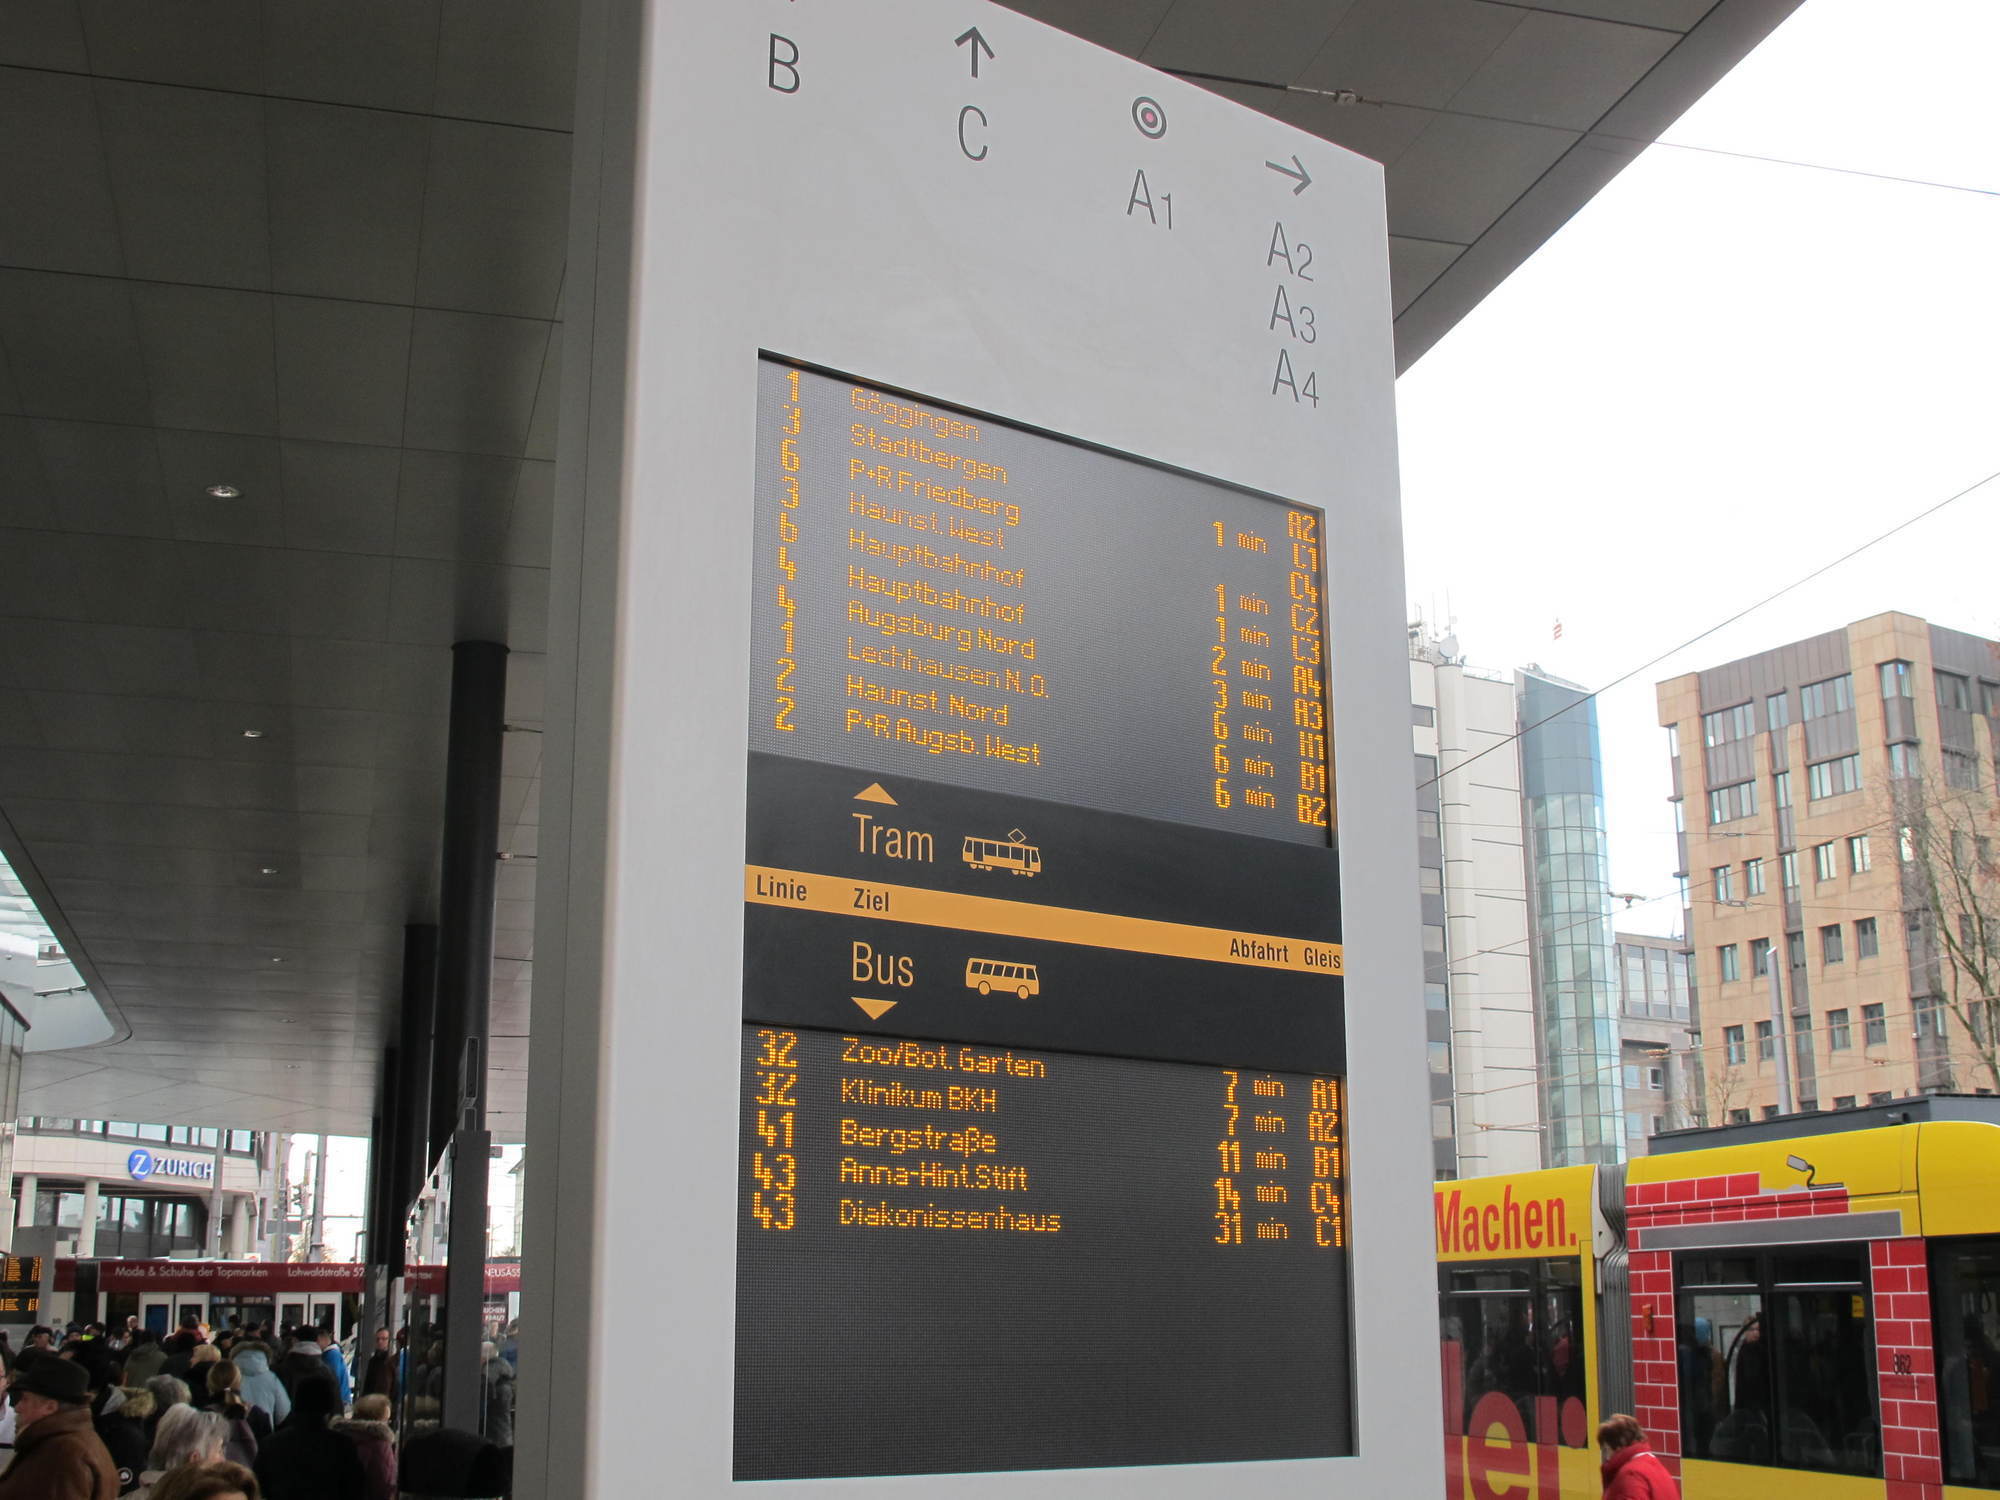 B
C
A1
A2
A3
A4
1 Göggingen A2
3 Stadtbergen 1 min C1
6 P+R Friedberg C4
3 Haunst. West 1 min C2
6 Hauptbahnhof 1 min C3
4 Hauptbahnhof 2 min A4
4 Augsburg Nord 3 min A3
1 Lechhausen N. O. 6 min A1
2 Haunst. Nord 6 min B1
2 P+R Augsb. West 6 min B2
Tram
Linie Ziel Abfahrt Gleis
Bus
32 Zoo/Bot. Garten 7 min A1
32 Klinikum BKH 7 min A2
41 Bergstraße 11 min B1
43 Anna-Hint.Stift 14 min C4
43 Diakonissenhaus 31 min C1
Z ZURICH
Mode & Schuhe der Topmarken Lohwaldstraße 52 NEUSÄSS
Machen.
ler
862